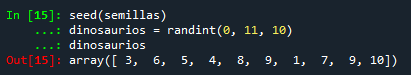 In [15]: seed(semillas)
...: dinosaurios = randint(0, 11, 10)
...: dinosaurios
Out[15]: array([ 3,  6,  5,  4,  8,  9,  1,  7,  9, 10])